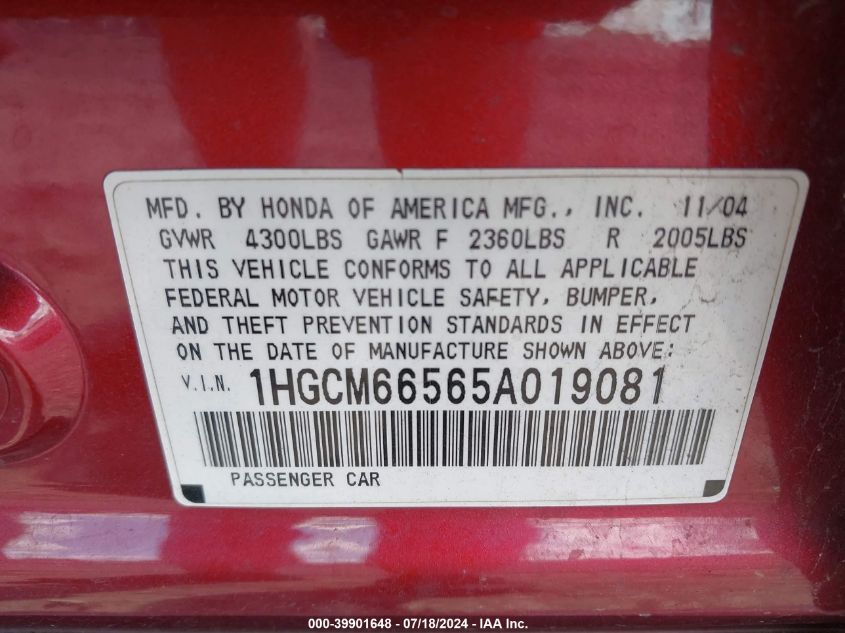 MFD. BY HONDA OF AMERICA MFG., INC. 11/04
GVWR 4300LBS GAWR F 2360LBS R 2005LBS
THIS VEHICLE CONFORMS TO ALL APPLICABLE
FEDERAL MOTOR VEHICLE SAFETY, BUMPER,
AND THEFT PREVENTION STANDARDS IN EFFECT
ON THE DATE OF MANUFACTURE SHOWN ABOVE:
V.I.N. 1HGCM66565A019081
PASSENGER CAR
000-39901648 - 07/18/2024 - IAA Inc.